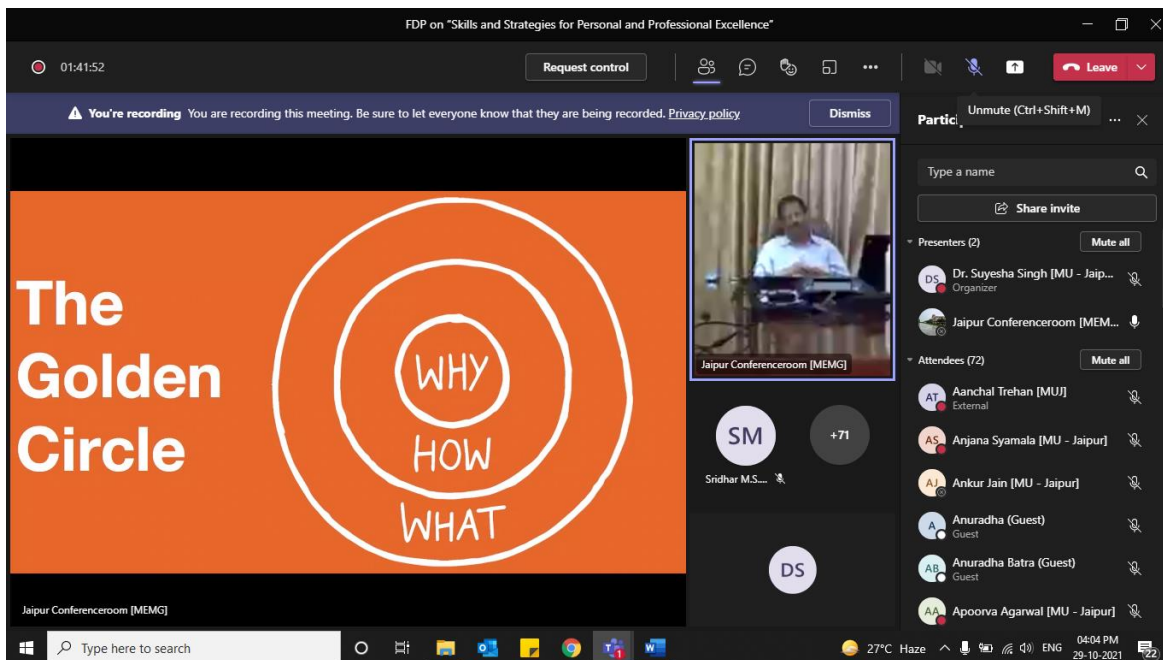 FDP on "Skills and Strategies for Personal and Professional Excellence"
01:41:52
Request control
Leave
You're recording You are recording this meeting. Be sure to let everyone know that they are being recorded. Privacy policy
Dismiss
Unmute (Ctrl+Shift+M)
Partic
Type a name
Share invite
Presenters (2)
Mute all
DS
Dr. Suyesha Singh [MU - Jaip...
Organizer
Jaipur Conferenceroom [MEM...
Attendees (72)
Mute all
AT
Aanchal Trehan [MUJ]
External
AS
Anjana Syamala [MU - Jaipur]
AJ
Ankur Jain [MU - Jaipur]
A
Anuradha (Guest)
Guest
AB
Anuradha Batra (Guest)
Guest
AA
Apoorva Agarwal [MU - Jaipur]
The
Golden
Circle
WHY
HOW
WHAT
Jaipur Conferenceroom [MEMG]
Jaipur Conferenceroom [MEMG]
SM
+71
Sridhar M.S....
DS
Type here to search
1
27°C Haze
ENG
04:04 PM
29-10-2021
22